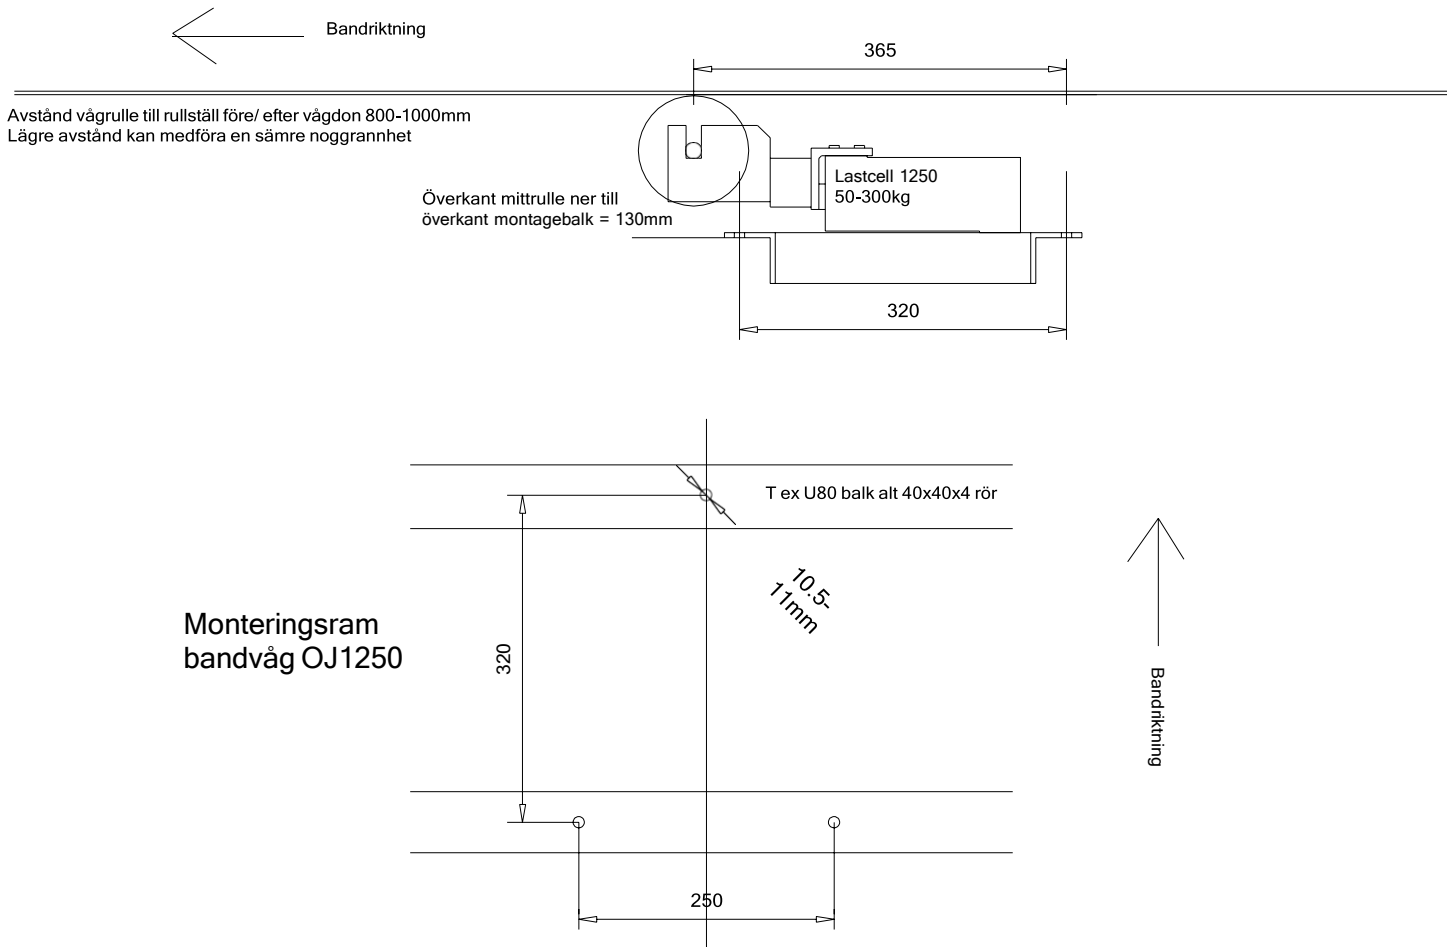 Bandriktning
365
Avstånd vågrulle till rullställ före/ efter vågdon 800-1000mm
Lägre avstånd kan medföra en sämre noggrannhet
Lastcell 1250
50-300kg
Överkant mittrulle ner till
överkant montagebalk = 130mm
320
T ex U80 balk alt 40x40x4 rör
10.5-
11mm
Monteringsram
bandvåg OJ1250
320
Bandriktning
250